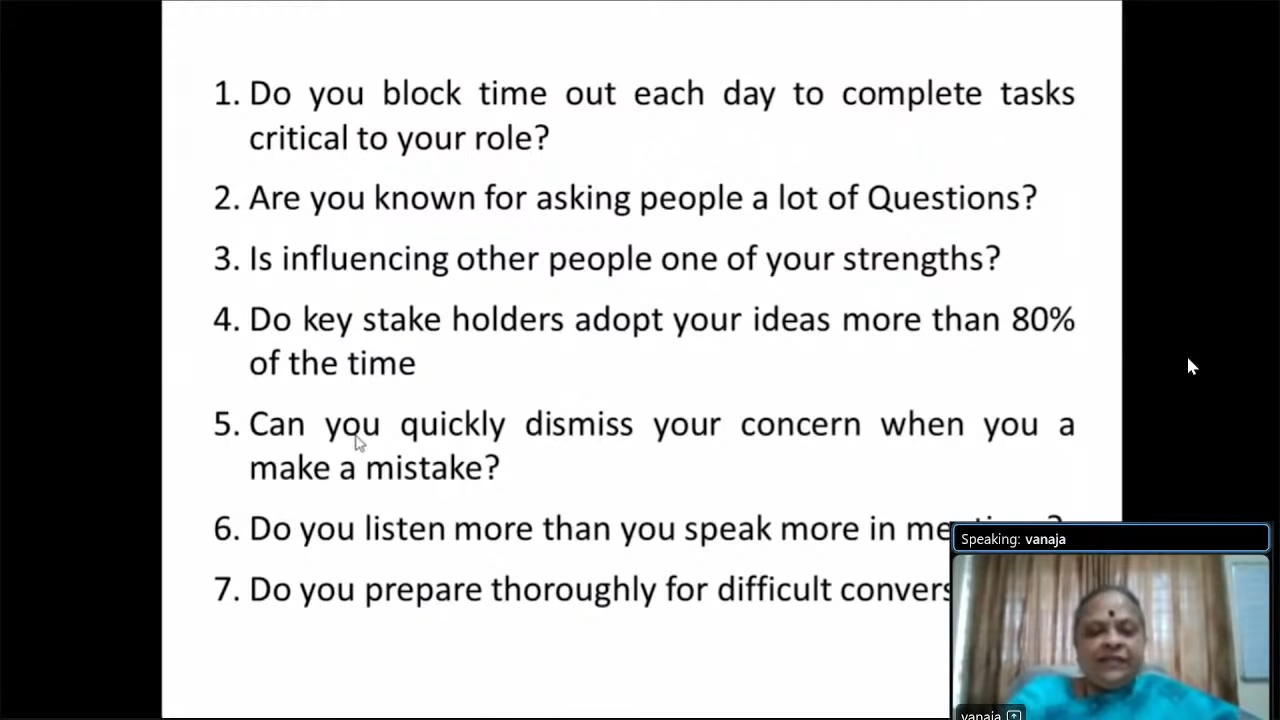 1. Do you block time out each day to complete tasks
critical to your role?
2. Are you known for asking people a lot of Questions?
3. Is influencing other people one of your strengths?
4. Do key stake holders adopt your ideas more than 80%
of the time
5. Can you quickly dismiss your concern when you a
make a mistake?
6. Do you listen more than you speak more in
7. Do you prepare thoroughly for difficult
Speaking: vanaja
vanaja